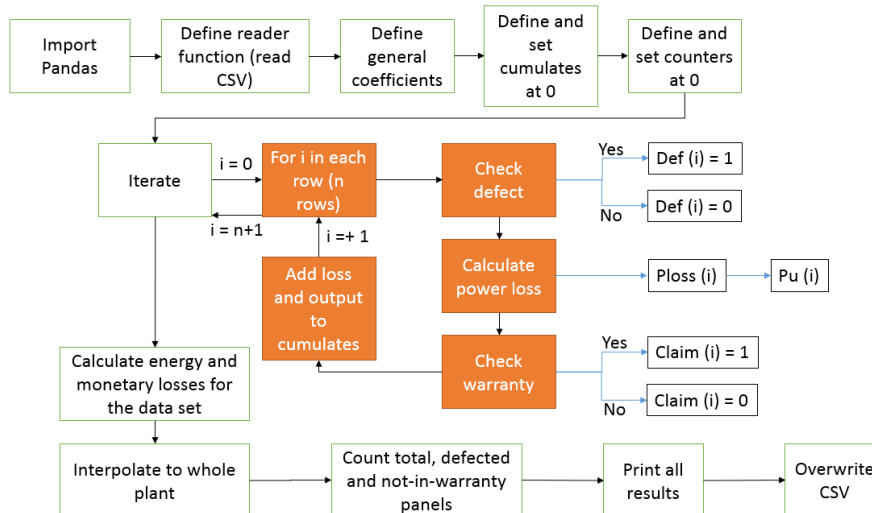 Import
Pandas
Define reader
function (read
CSV)
Define
general
coefficients
Define and
set
cumulates
at 0
Define and
set counters
at 0
Iterate
i = 0
i = n+1
For i in each
row (n
rows)
i =+ 1
Add loss
and output
to
cumulates
Check
defect
Yes
Def (i) = 1
No
Def (i) = 0
Calculate
power loss
Ploss (i)
Pu (i)
Check
warranty
Yes
Claim (i) = 1
No
Claim (i) = 0
Calculate energy and
monetary losses for
the data set
Interpolate to whole
plant
Count total, defected
and not-in-warranty
panels
Print all
results
Overwrite
CSV